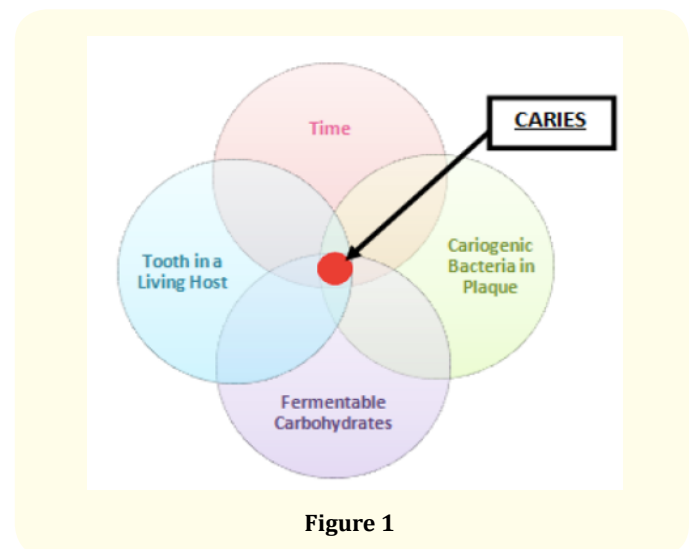 Time
CARIES
Tooth in a
Living Host
Cariogenic
Bacteria in
Plaque
Fermentable
Carbohydrates
Figure 1